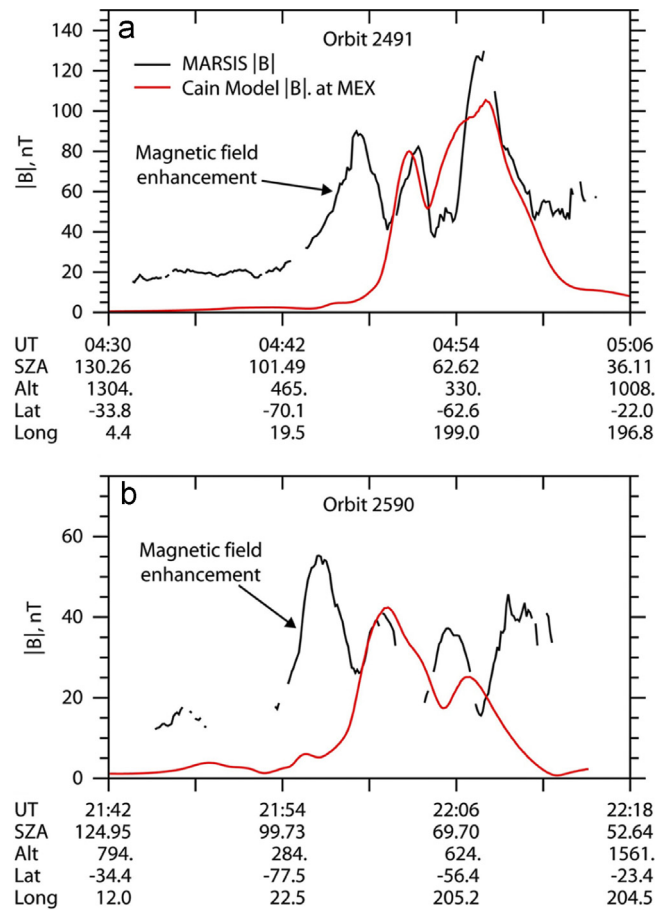 a
Orbit 2491
MARSIS |B|
Cain Model |B|. at MEX
Magnetic field
enhancement
|B|, nT
140
120
100
80
60
40
20
0
UT 04:30 04:42 04:54 05:06
SZA 130.26 101.49 62.62 36.11
Alt 1304. 465. 330. 1008.
Lat -33.8 -70.1 -62.6 -22.0
Long 4.4 19.5 199.0 196.8
b
Orbit 2590
Magnetic field
enhancement
|B|, nT
60
40
20
0
UT 21:42 21:54 22:06 22:18
SZA 124.95 99.73 69.70 52.64
Alt 794. 284. 624. 1561.
Lat -34.4 -77.5 -56.4 -23.4
Long 12.0 22.5 205.2 204.5